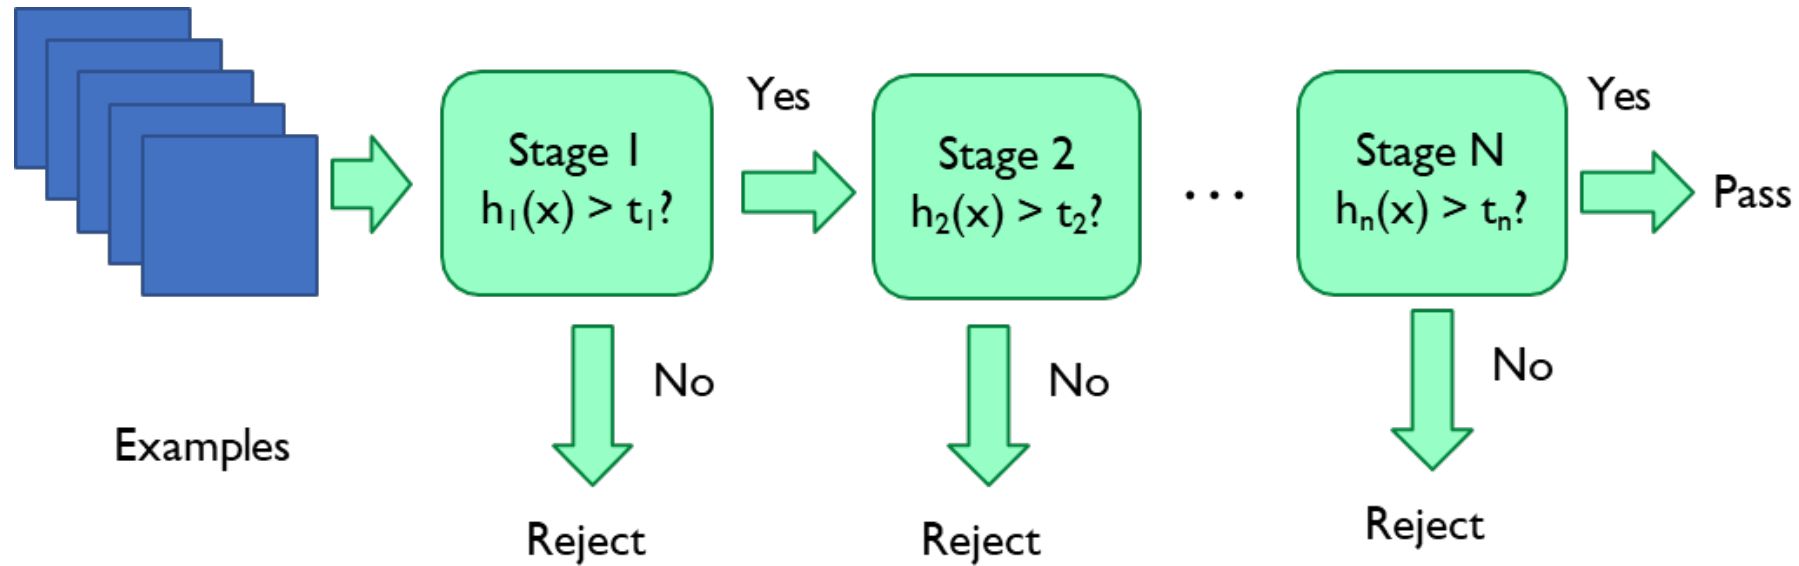 Examples
Stage 1
h₁(x) > t₁?
Yes
No
Reject
Stage 2
h₂(x) > t₂?
No
Reject
...
Stage N
hₙ(x) > tₙ?
Yes
Pass
No
Reject